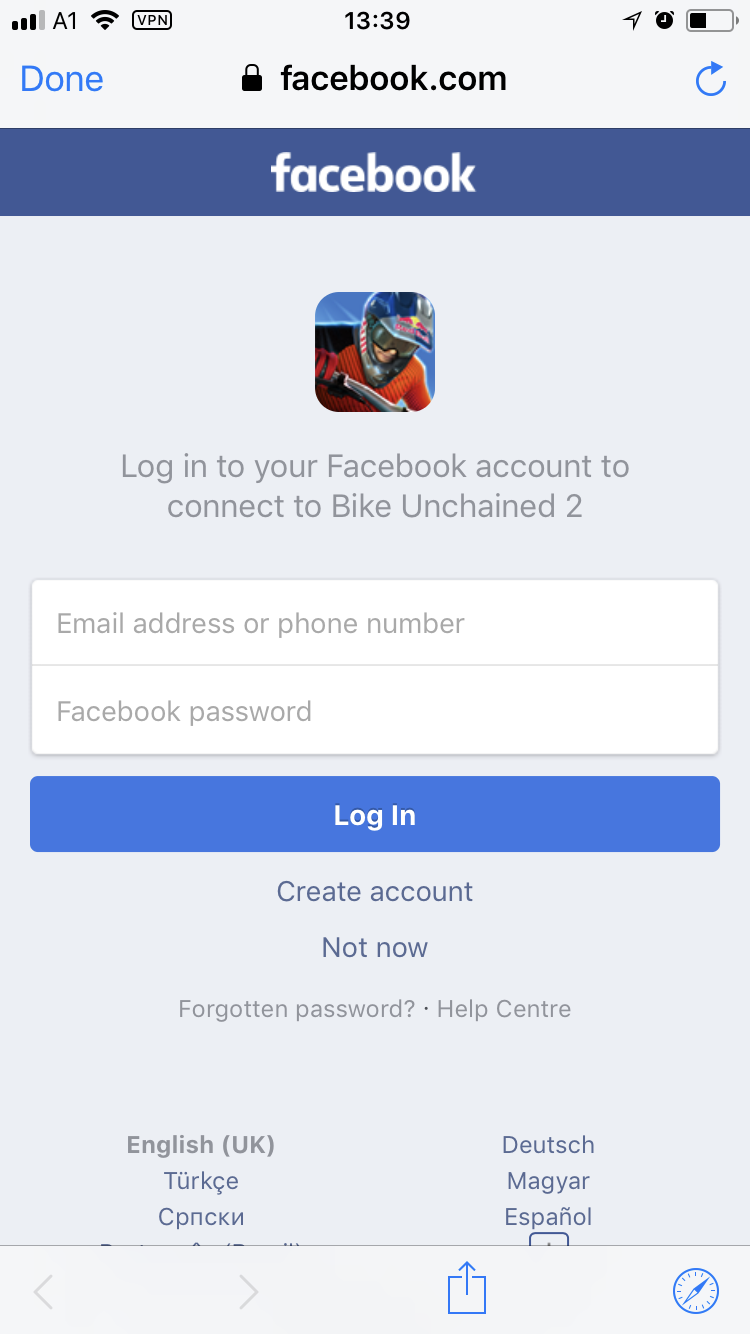 A1 VPN 13:39
Done facebook.com
facebook
Red Bull
Log in to your Facebook account to
connect to Bike Unchained 2
Email address or phone number
Facebook password
Log In
Create account
Not now
Forgotten password? · Help Centre
English (UK) Deutsch
Türkçe Magyar
Српски Español